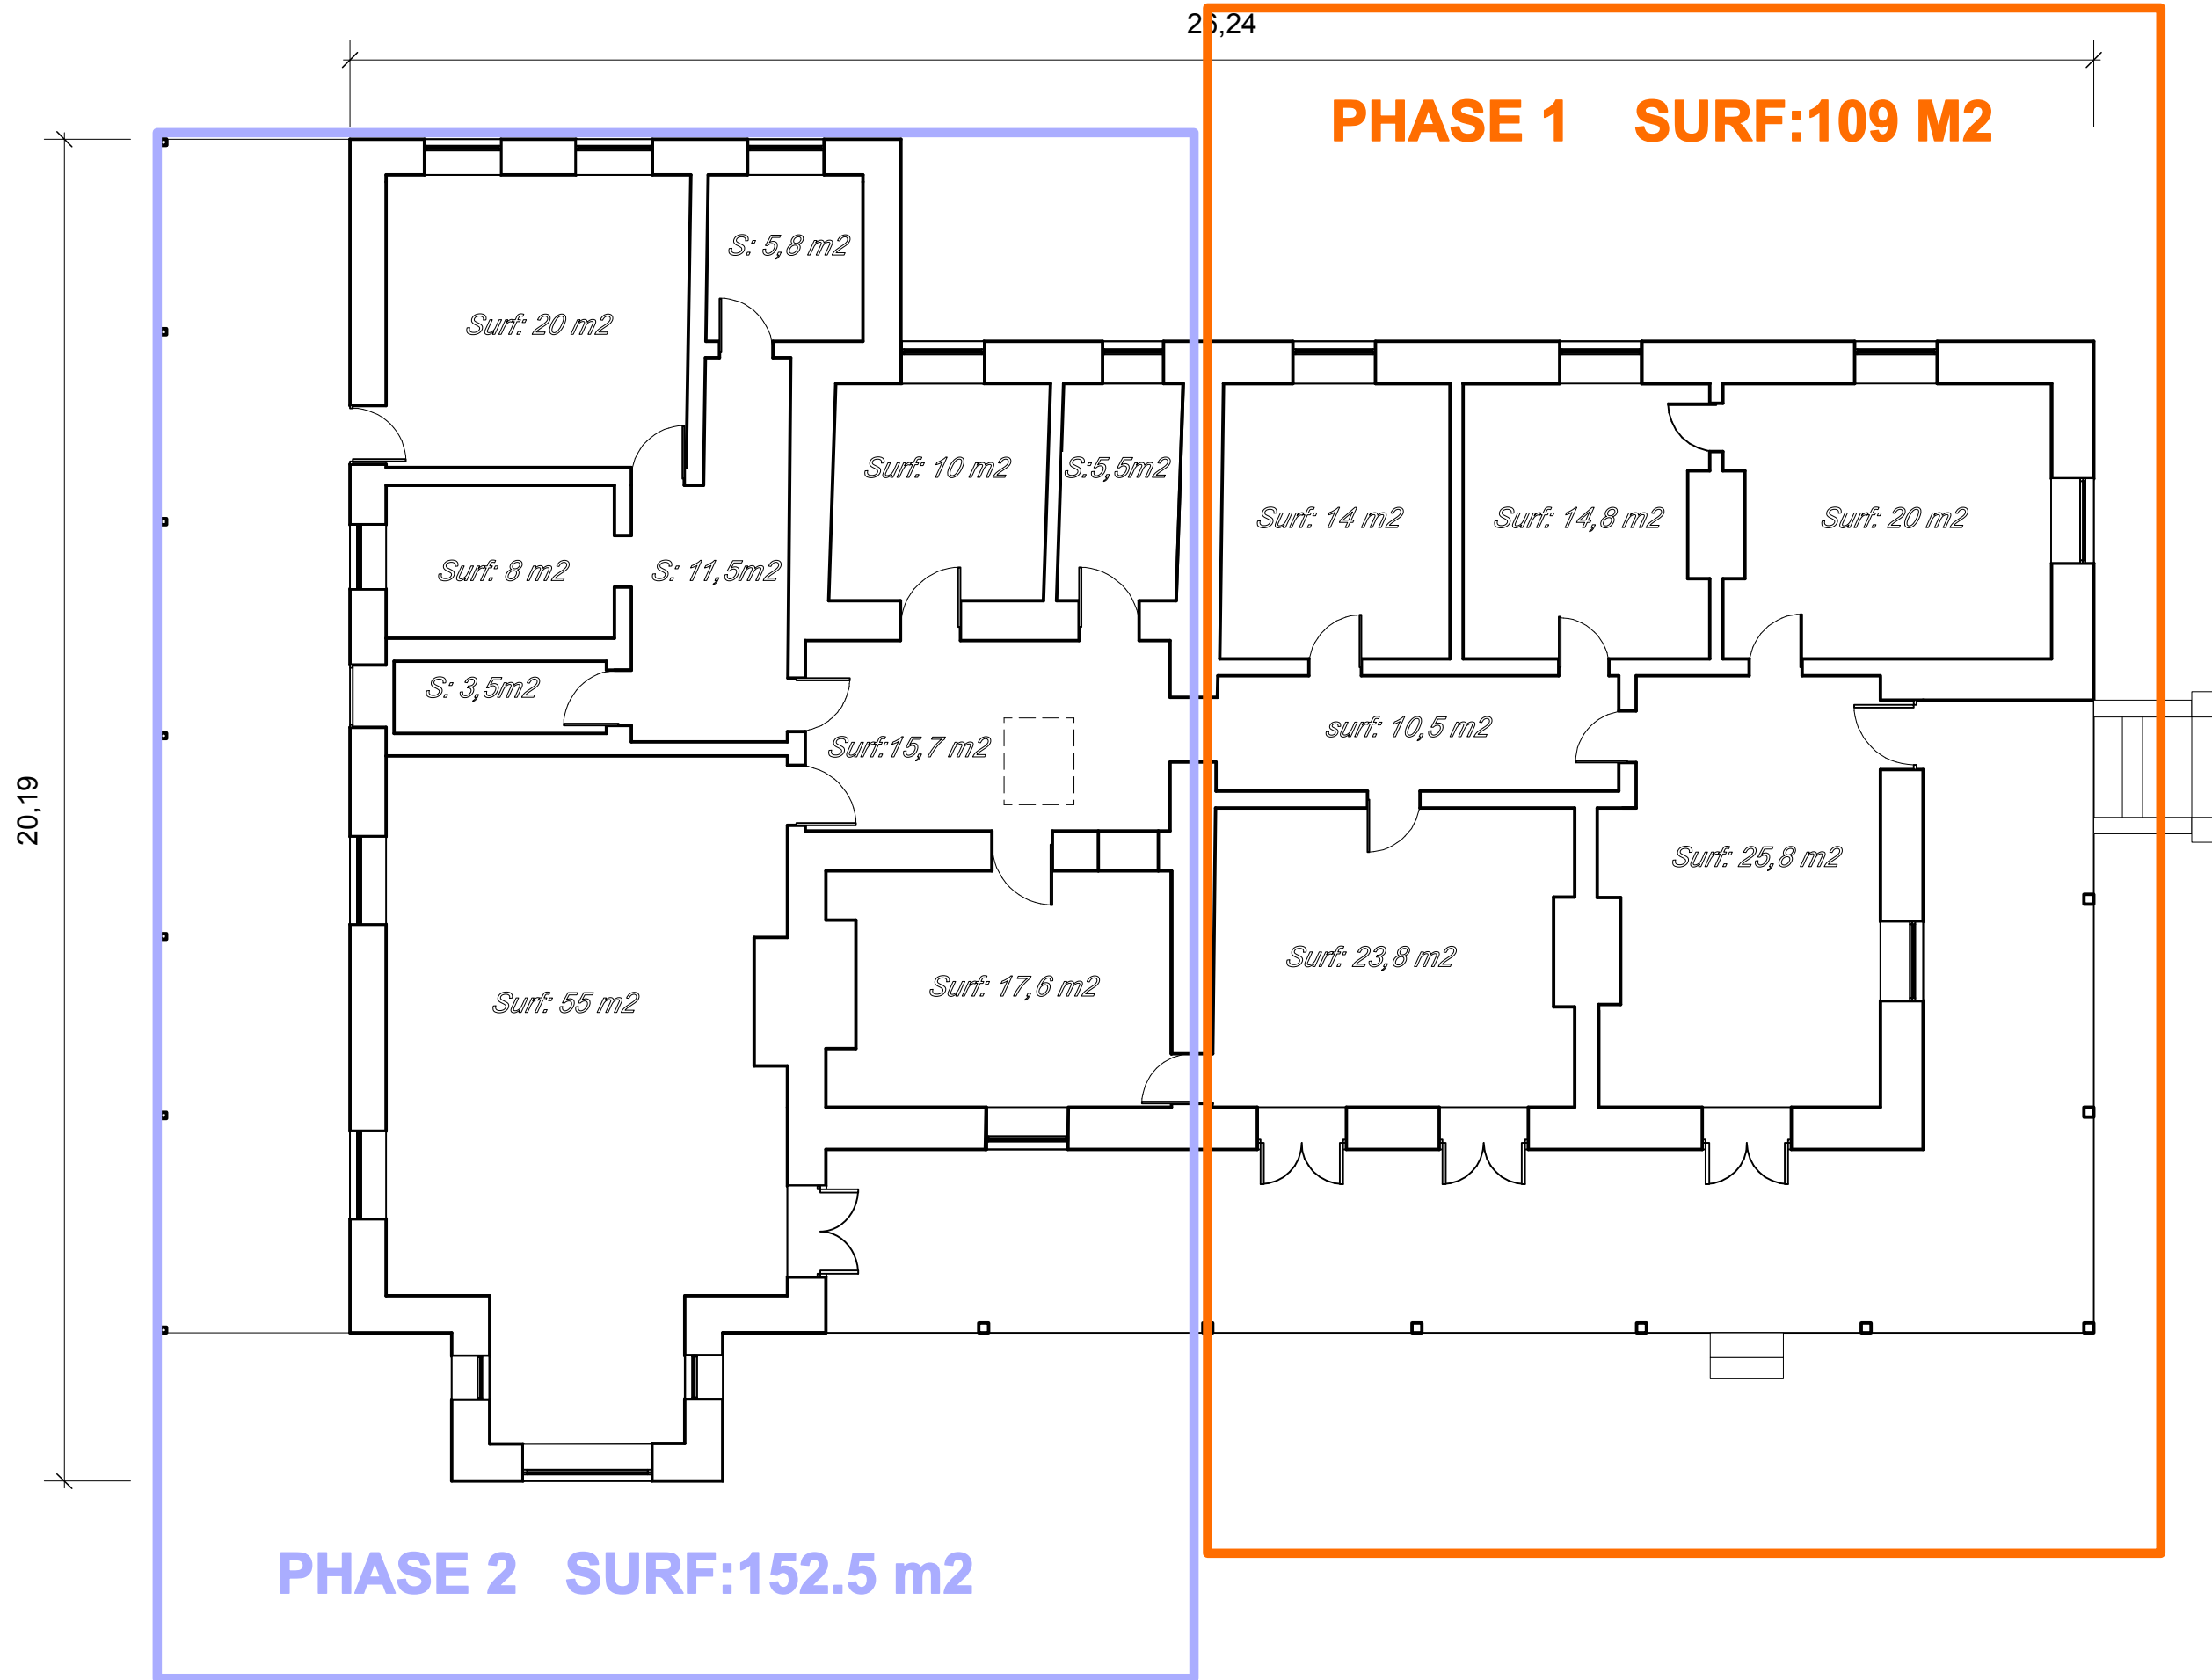 26,24
PHASE 1 SURF:109 M2
S: 5,8 m2
Surf: 20 m2
Surf: 10 m2
S:5,5m2
Surf: 14 m2
Surf: 14,8 m2
Surf: 20 m2
Surf: 8 m2
S: 11,5m2
S: 3,5m2
surf: 10,5 m2
Surf:15,7 m2
20,19
Surf: 25,8 m2
Surf: 23,8 m2
Surf: 17,6 m2
Surf: 55 m2
PHASE 2 SURF:152.5 m2